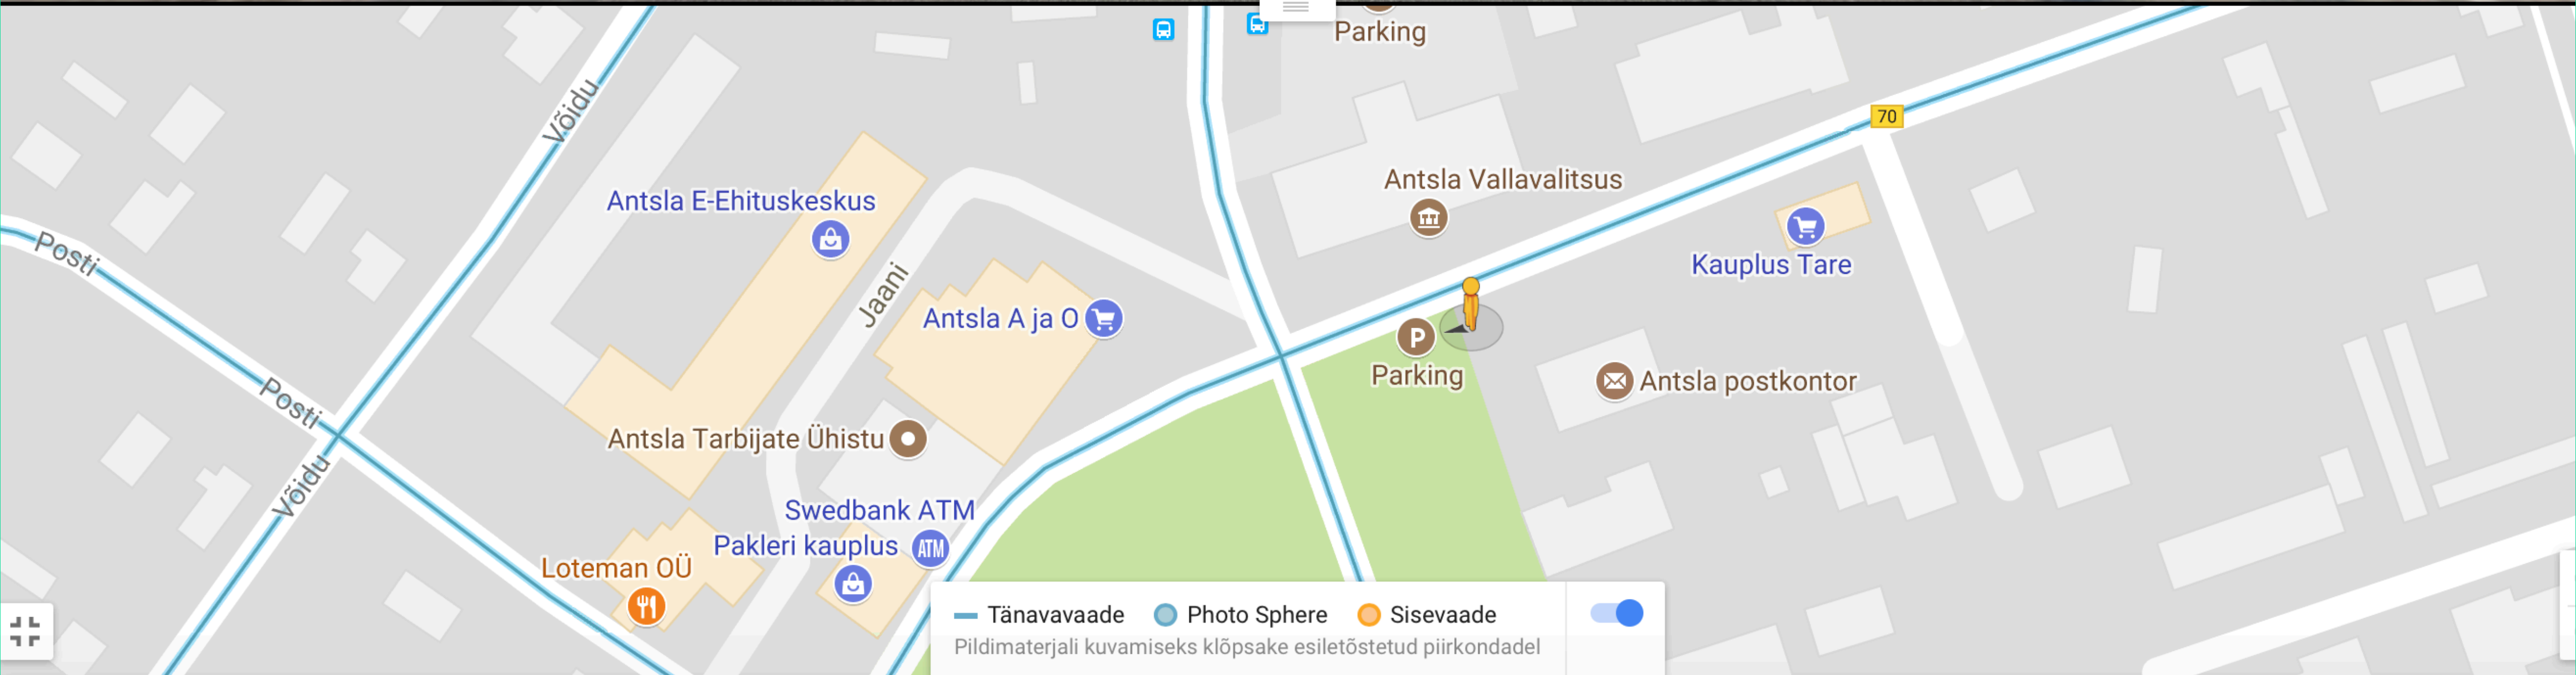 Parking
Võidu
70
Antsla Vallavalitsus
Antsla E-Ehituskeskus
Posti
Kauplus Tare
Jaani
Antsla A ja O
P
Parking
Antsla postkontor
Posti
Antsla Tarbijate Ühistu
Võidu
Swedbank ATM
Pakleri kauplus
ATM
Loteman OÜ
Tänavavaade
Photo Sphere
Sisevaade
Pildimaterjali kuvamiseks klõpsake esiletõstetud piirkondadel